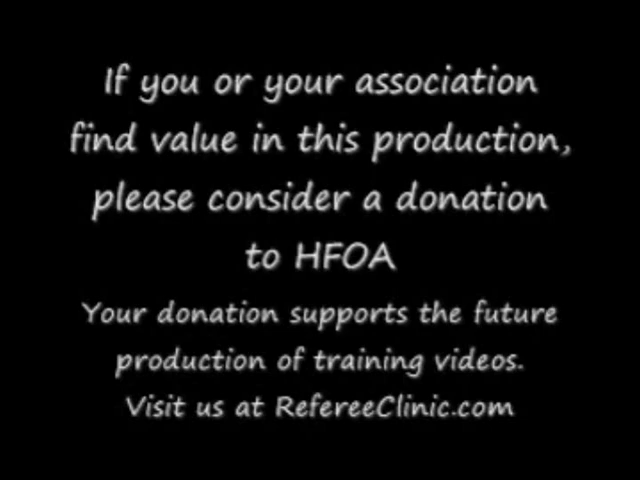 If you or your association
find value in this production,
please consider a donation
to HFOA
Your donation supports the future
production of training videos.
Visit us at RefereeClinic.com